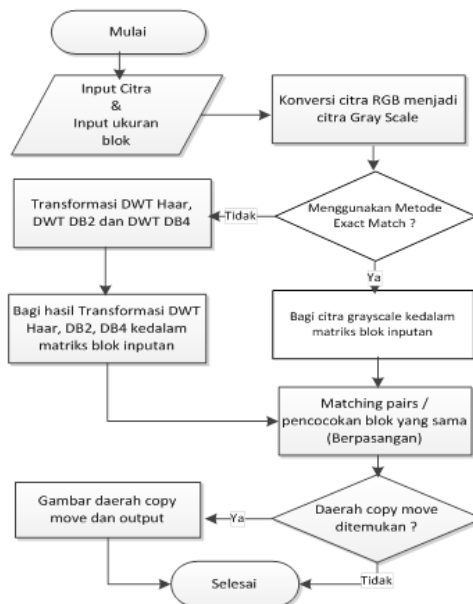 Mulai
Input Citra
&
Input ukuran
blok
Konversi citra RGB menjadi
citra Gray Scale
Transformasi DWT Haar,
DWT DB2 dan DWT DB4
Tidak
Menggunakan Metode
Exact Match ?
Ya
Bagi hasil Transformasi DWT
Haar, DB2, DB4 kedalam
matriks blok inputan
Bagi citra grayscale kedalam
matriks blok inputan
Matching pairs /
pencocokan blok yang sama
(Berpasangan)
Gambar daerah copy
move dan output
Ya
Daerah copy move
ditemukan ?
Tidak
Selesai